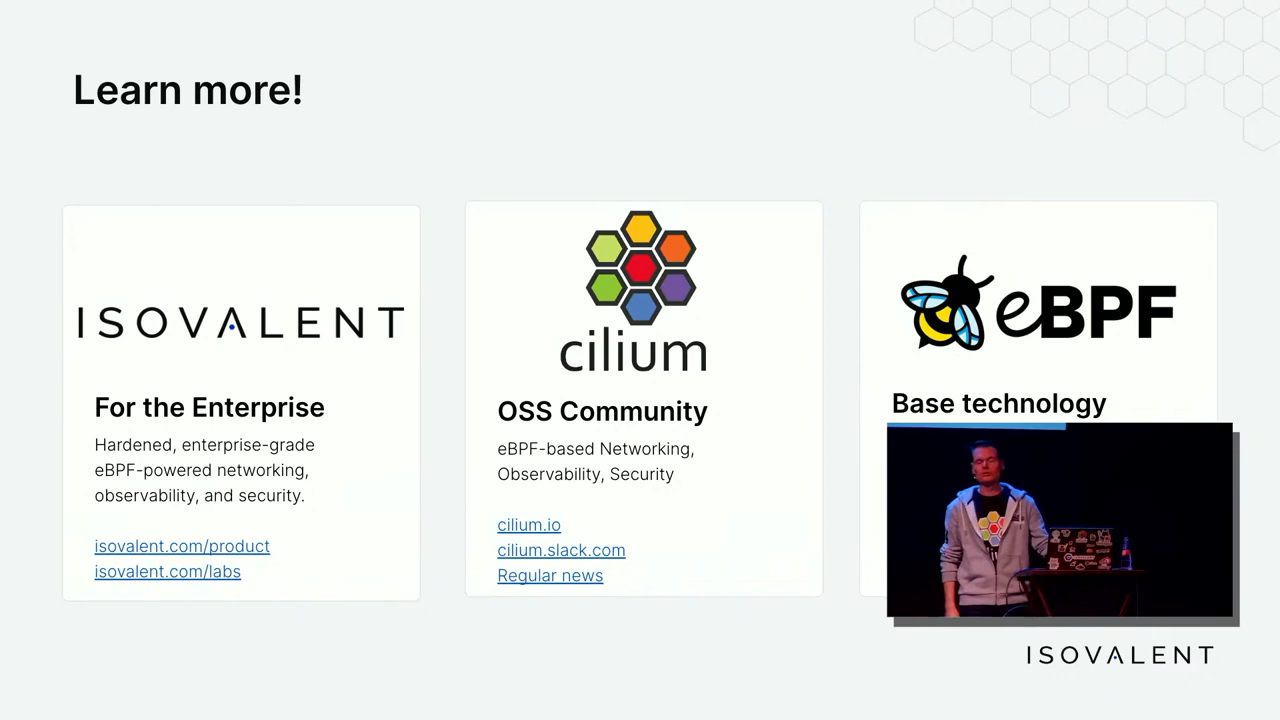 Learn more!
ISOVALENT
For the Enterprise
Hardened, enterprise-grade
eBPF-powered networking,
observability, and security.
isovalent.com/product
isovalent.com/labs
cilium
OSS Community
eBPF-based Networking,
Observability, Security
cilium.io
cilium.slack.com
Regular news
eBPF
Base technology
ISOVALENT